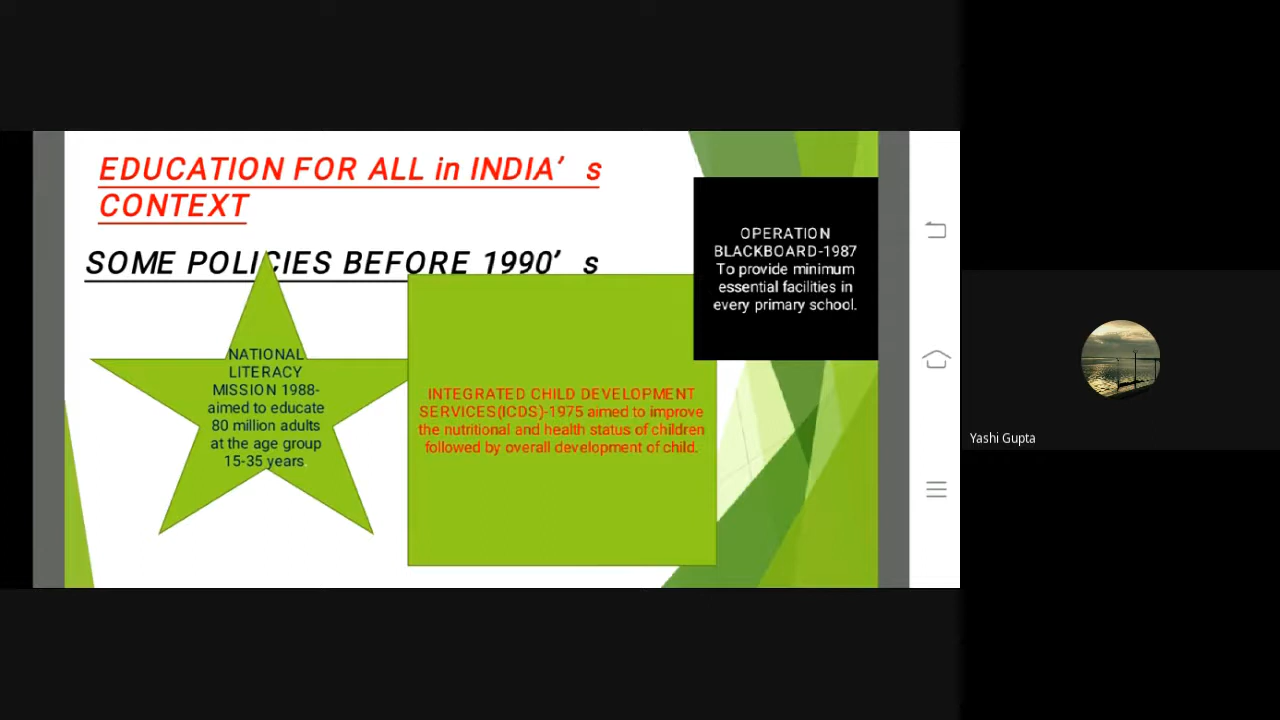 EDUCATION FOR ALL in INDIA’s
CONTEXT
SOME POLICIES BEFORE 1990’s
OPERATION
BLACKBOARD-1987
To provide minimum
essential facilities in
every primary school.
NATIONAL
LITERACY
MISSION 1988-
aimed to educate
80 million adults
at the age group
15-35 years.
INTEGRATED CHILD DEVELOPMENT
SERVICES(ICDS)-1975 aimed to improve
the nutritional and health status of children
followed by overall development of child.
Yashi Gupta